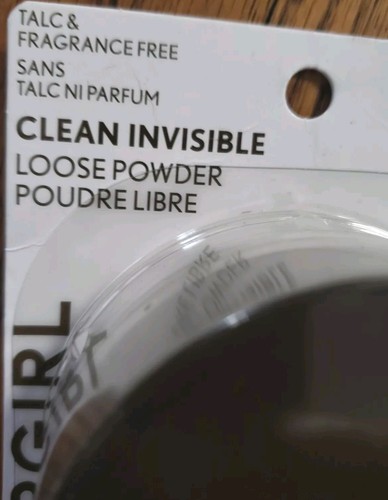 TALC &
FRAGRANCE FREE
SANS
TALC NI PARFUM
CLEAN INVISIBLE
LOOSE POWDER
POUDRE LIBRE
GIRL